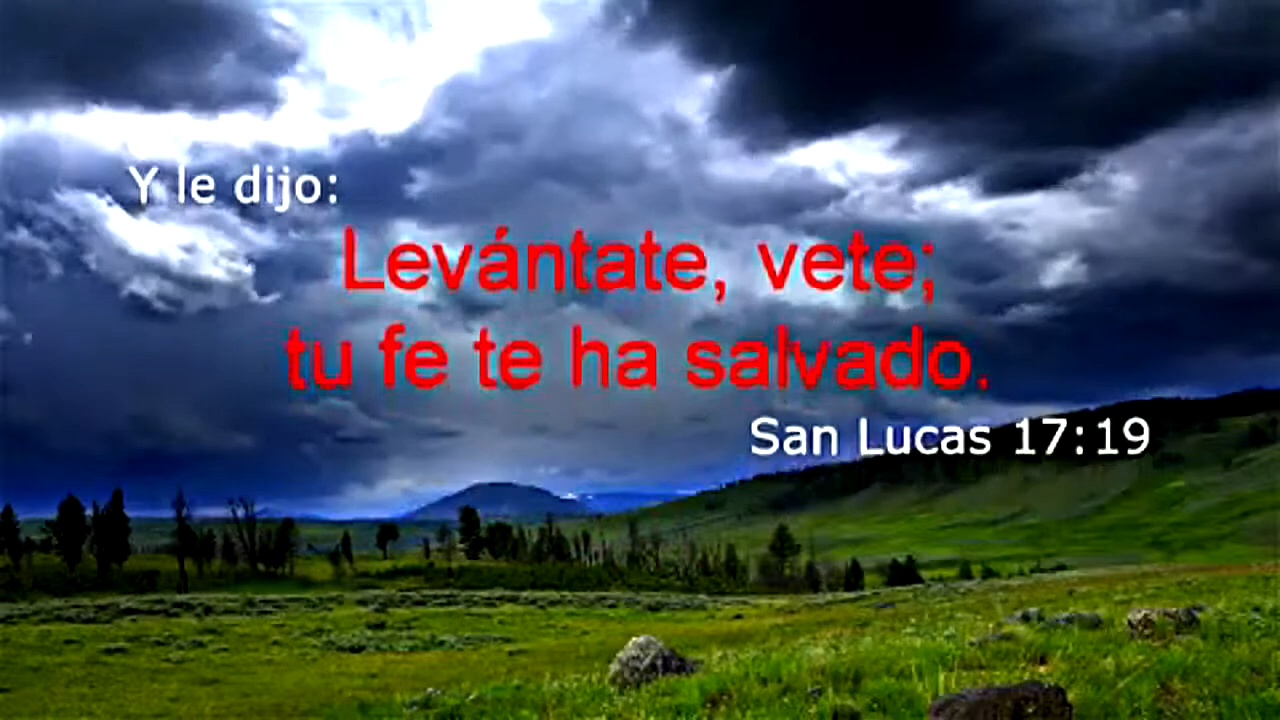 Y le dijo:
Levántate, vete;
tu fe te ha salvado.
San Lucas 17:19